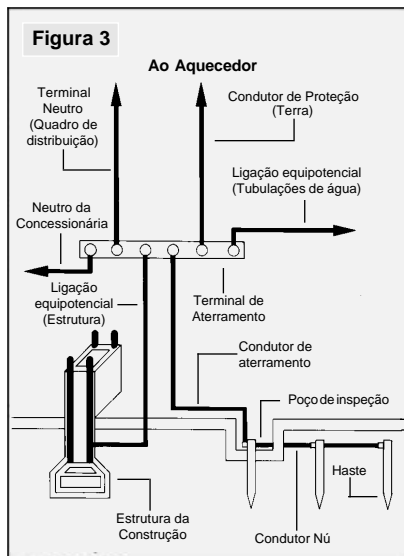 Figura 3
Ao Aquecedor
Terminal
Neutro
(Quadro de
distribuição)
Condutor de Proteção
(Terra)
Ligação equipotencial
(Tubulações de água)
Neutro da
Concessionária
Ligação
equipotencial
(Estrutura)
Terminal de
Aterramento
Condutor de
aterramento
Poço de inspeção
Haste
Estrutura da
Construção
Condutor Nú